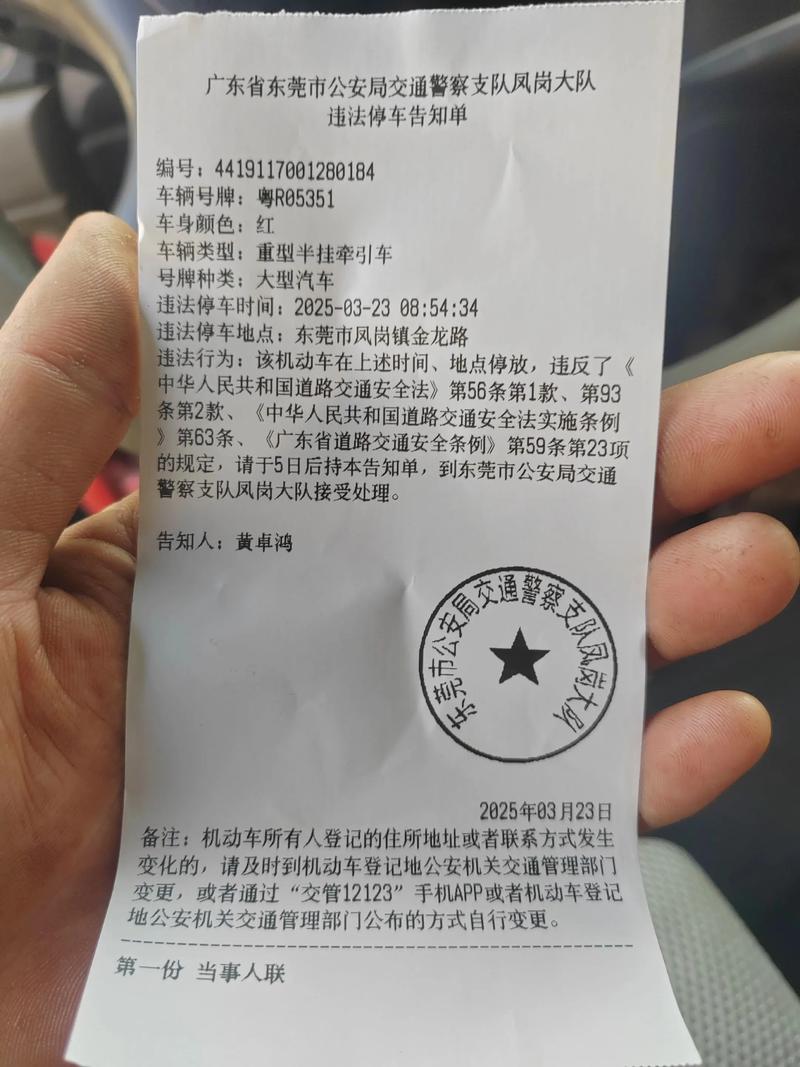 广东省东莞市公安局交通警察支队凤岗大队
违法停车告知单
编号：4419117001280184
车辆号牌：粤R05351
车身颜色：红
车辆类型：重型半挂牵引车
号牌种类：大型汽车
违法停车时间：2025-03-23 08:54:34
违法停车地点：东莞市凤岗镇金龙路
违法行为：该机动车在上述时间、地点停放，违反了《
中华人民共和国道路交通安全法》第56条第1款、第93
条第2款、《中华人民共和国道路交通安全法实施条例
》第63条、《广东省道路交通安全条例》第59条第23项
的规定，请于5日后持本告知单，到东莞市公安局交通
警察支队凤岗大队接受处理。
告知人：黄卓鸿
东莞市公安局交通警察支队凤岗大队
2025年03月23日
备注：机动车所有人登记的住所地址或者联系方式发生
变化的，请及时到机动车登记地公安机关交通管理部门
变更，或者通过“交管12123”手机APP或者机动车登记
地公安机关交通管理部门公布的方式自行变更。
第一份 当事人联